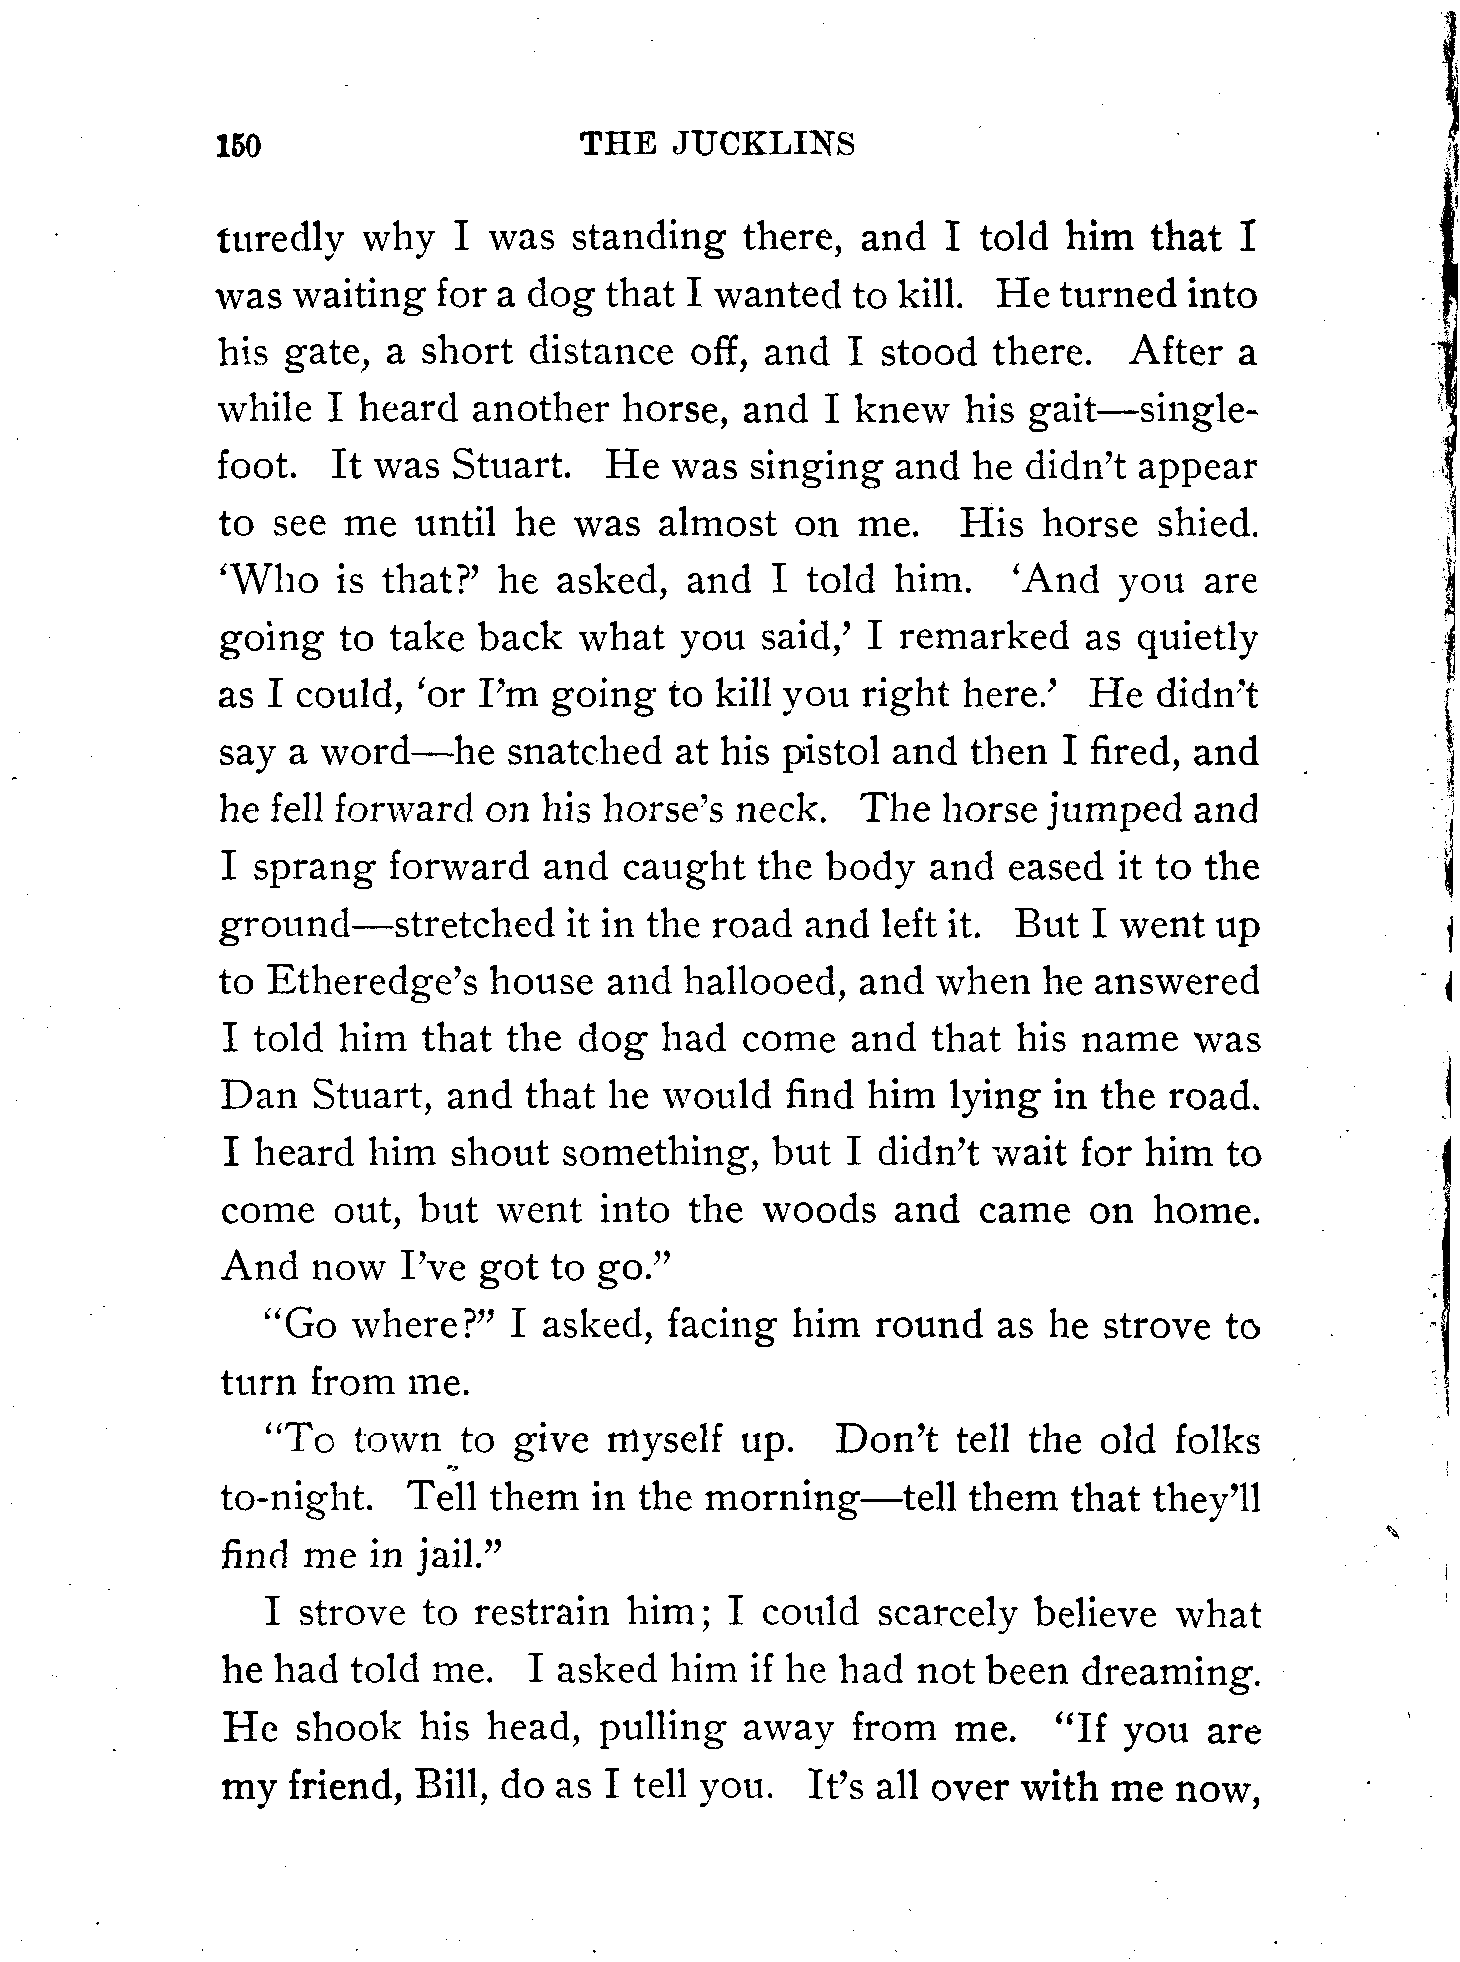 150 THE JUCKLINS
turedly why I was standing there, and I told him that I
was waiting for a dog that I wanted to kill. He turned into
his gate, a short distance off, and I stood there. After a
while I heard another horse, and I knew his gait—single-
foot. It was Stuart. He was singing and he didn't appear
to see me until he was almost on me. His horse shied.
'Who is that?' he asked, and I told him. 'And you are
going to take back what you said,' I remarked as quietly
as I could, 'or I'm going to kill you right here.' He didn't
say a word—he snatched at his pistol and then I fired, and
he fell forward on his horse's neck. The horse jumped and
I sprang forward and caught the body and eased it to the
ground—stretched it in the road and left it. But I went up
to Etheredge's house and hallooed, and when he answered
I told him that the dog had come and that his name was
Dan Stuart, and that he would find him lying in the road.
I heard him shout something, but I didn't wait for him to
come out, but went into the woods and came on home.
And now I've got to go."
"Go where?" I asked, facing him round as he strove to
turn from me.
"To town to give myself up. Don't tell the old folks
to-night. Tell them in the morning—tell them that they'll
find me in jail."
I strove to restrain him; I could scarcely believe what
he had told me. I asked him if he had not been dreaming.
He shook his head, pulling away from me. "If you are
my friend, Bill, do as I tell you. It's all over with me now,